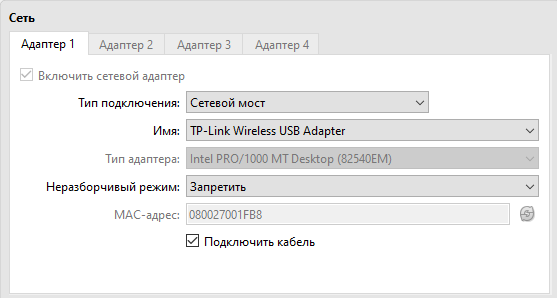 Сеть
Адаптер 1 Адаптер 2 Адаптер 3 Адаптер 4
Включить сетевой адаптер
Тип подключения: Сетевой мост
Имя: TP-Link Wireless USB Adapter
Тип адаптера: Intel PRO/1000 MT Desktop (82540EM)
Неразборчивый режим: Запретить
MAC-адрес: 080027001FB8
Подключить кабель